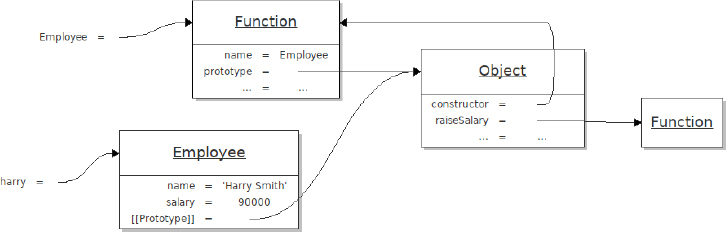 Employee =
Function
name = Employee
prototype =
... = ...
Object
constructor =
raiseSalary =
... = ...
Function
harry =
Employee
name = 'Harry Smith'
salary = 90000
[[Prototype]] =